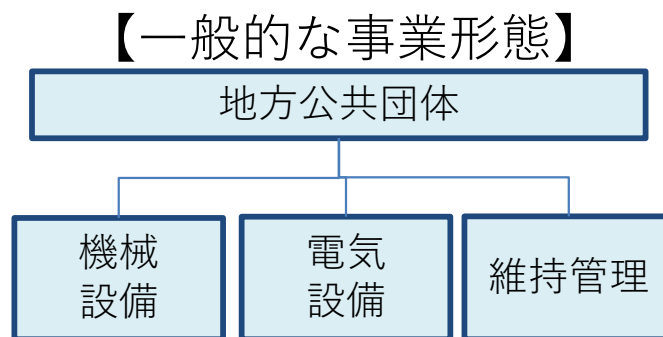 【一般的な事業形態】
地方公共団体
機械
設備
電気
設備
維持管理